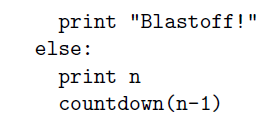 print "Blastoff!"
  else:
    print n
    countdown(n-1)